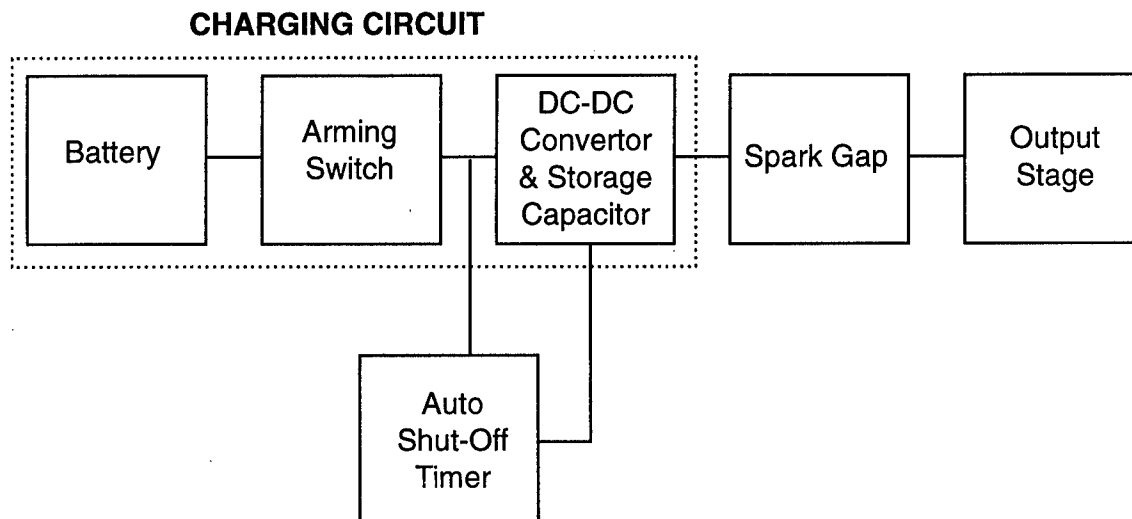 CHARGING CIRCUIT
Battery
Arming
Switch
DC-DC
Convertor
& Storage
Capacitor
Spark Gap
Output
Stage
Auto
Shut-Off
Timer